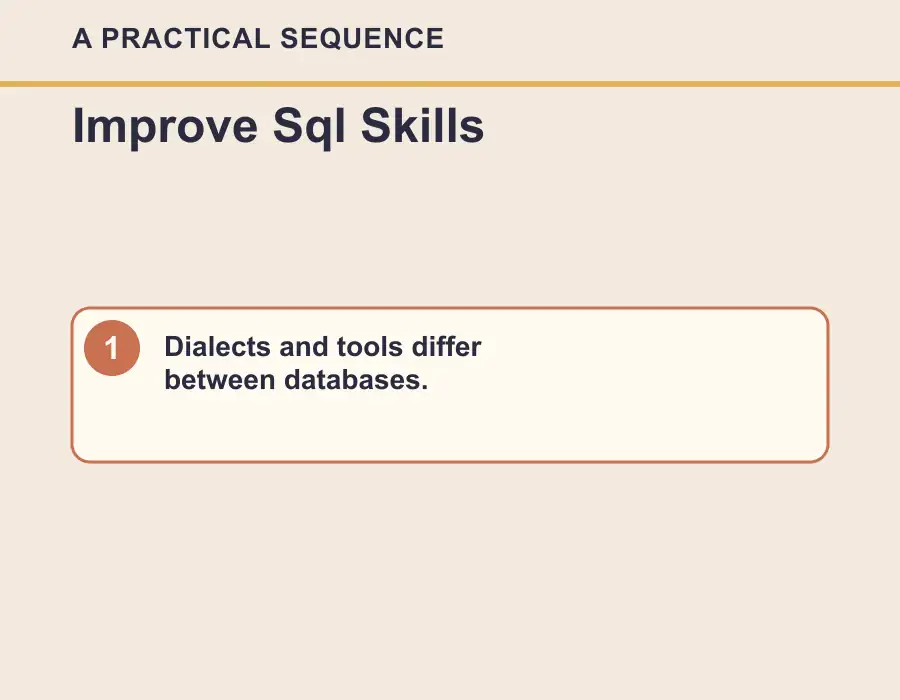 A PRACTICAL SEQUENCE
Improve Sql Skills
1
Dialects and tools differ
between databases.